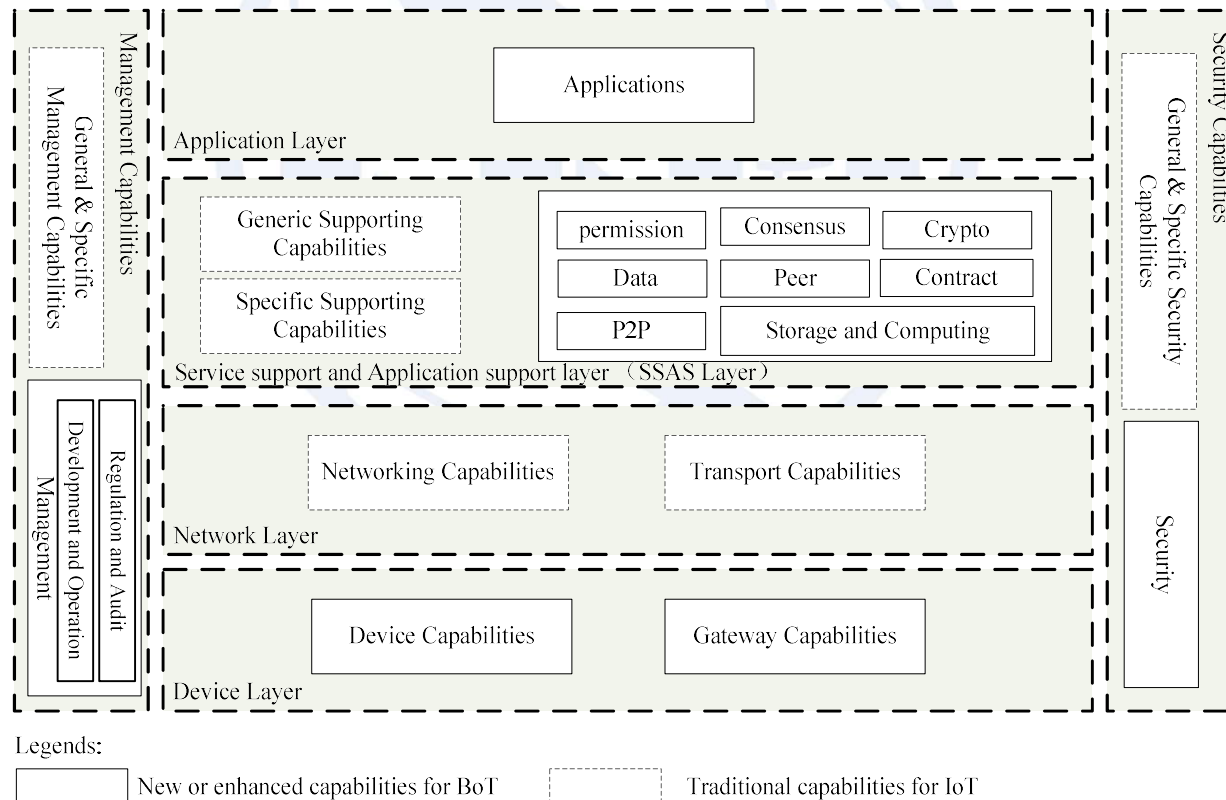 Management Capabilities
General & Specific
Management Capabilities
Regulation and Audit
Development and Operation
Management
Applications
Application Layer
Generic Supporting
Capabilities
Specific Supporting
Capabilities
permission
Consensus
Crypto
Data
Peer
Contract
P2P
Storage and Computing
Service support and Application support layer （SSAS Layer）
Networking Capabilities
Transport Capabilities
Network Layer
Device Capabilities
Gateway Capabilities
Device Layer
Security Capabilities
General & Specific Security
Capabilities
Security
Legends:
New or enhanced capabilities for BoT
Traditional capabilities for IoT